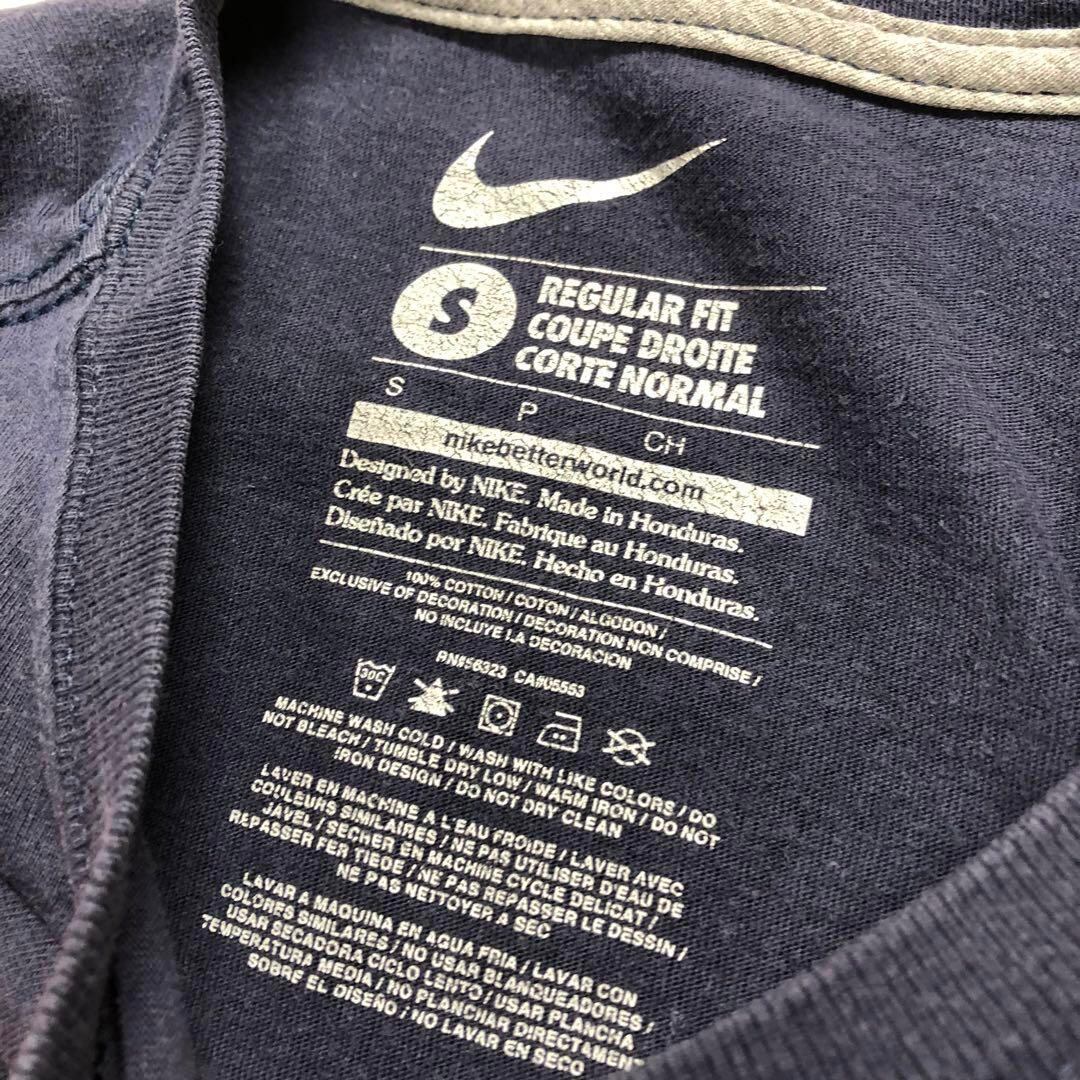 S
REGULAR FIT
COUPE DROITE
CORTE NORMAL
S P CH
nikebetterworld.com
Designed by NIKE. Made in Honduras.
Crée par NIKE. Fabrique au Honduras.
Diseñado por NIKE. Hecho en Honduras.
100% COTTON / COTON / ALGODON /
EXCLUSIVE OF DECORATION / DECORATION NON COMPRISE /
NO INCLUYE LA DECORACION
RN#56323 CA#05553
30C
MACHINE WASH COLD / WASH WITH LIKE COLORS / DO
NOT BLEACH / TUMBLE DRY LOW / WARM IRON / DO NOT
IRON DESIGN / DO NOT DRY CLEAN
LAVER EN MACHINE A L'EAU FROIDE / LAVER AVEC
COULEURS SIMILAIRES / NE PAS UTILISER D'EAU DE
JAVEL / SECHER EN MACHINE CYCLE DELICAT /
REPASSER FER TIEDE / NE PAS REPASSER LE DESSIN /
NE PAS NETTOYER A SEC
LAVAR A MAQUINA EN AGUA FRIA / LAVAR CON
COLORES SIMILARES / NO USAR BLANQUEADORES /
USAR SECADORA CICLO LENTO / USAR PLANCHA
TEMPERATURA MEDIA / NO PLANCHAR DIRECTAMENT
SOBRE EL DISEÑO / NO LAVAR EN SECO